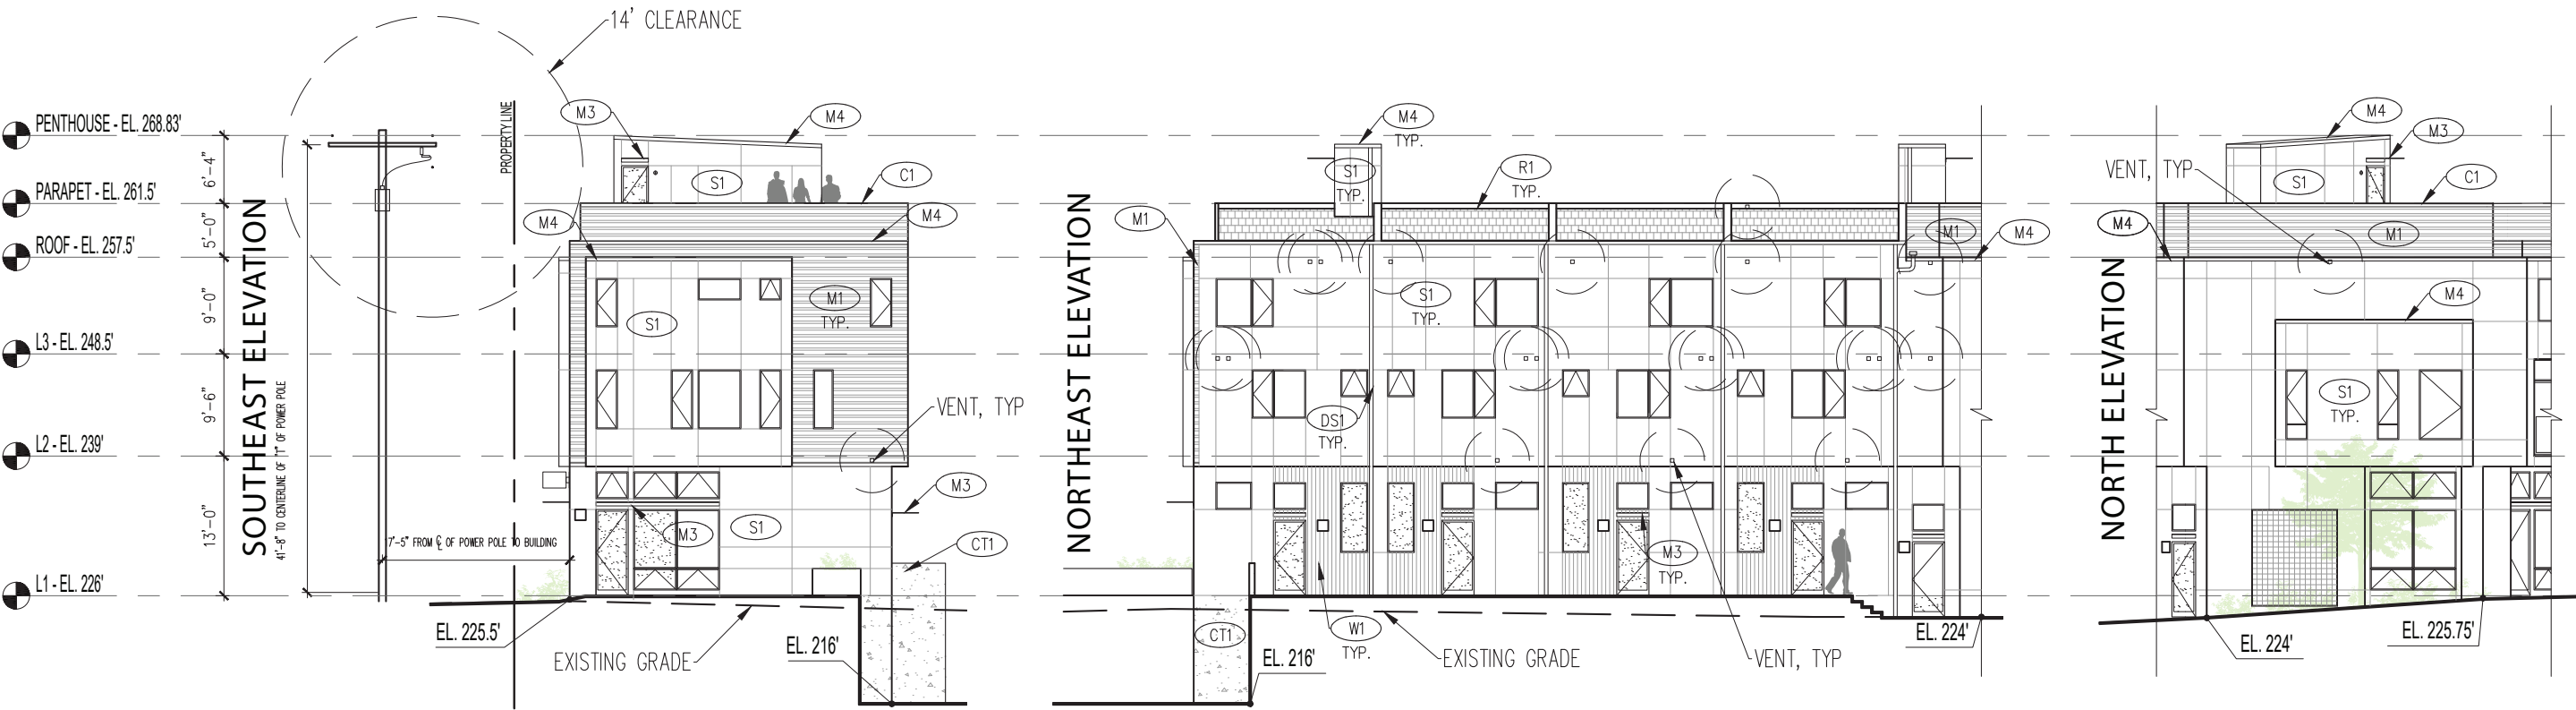 14' CLEARANCE
PENTHOUSE - EL. 268.83'
PARAPET - EL. 261.5'
ROOF - EL. 257.5'
L3 - EL. 248.5'
L2 - EL. 239'
L1 - EL. 226'
6'-4"
5'-0"
9'-0"
9'-6"
13'-0"
SOUTHEAST ELEVATION
41'-8" TO CENTERLINE OF "T" OF POWER POLE
PROPERTY LINE
7'-5" FROM ℄ OF POWER POLE TO BUILDING
M3
M4
S1
C1
M4
M4
M1
TYP.
S1
VENT, TYP
M3
M3
S1
CT1
EL. 225.5'
EXISTING GRADE
EL. 216'
NORTHEAST ELEVATION
M4
TYP.
S1
TYP.
R1
TYP.
M1
M1
M4
S1
TYP.
DS1
TYP.
M3
TYP.
CT1
W1
TYP.
EL. 216'
EXISTING GRADE
VENT, TYP
EL. 224'
NORTH ELEVATION
M4
M3
VENT, TYP
S1
C1
M4
M1
M4
S1
TYP.
EL. 224'
EL. 225.75'